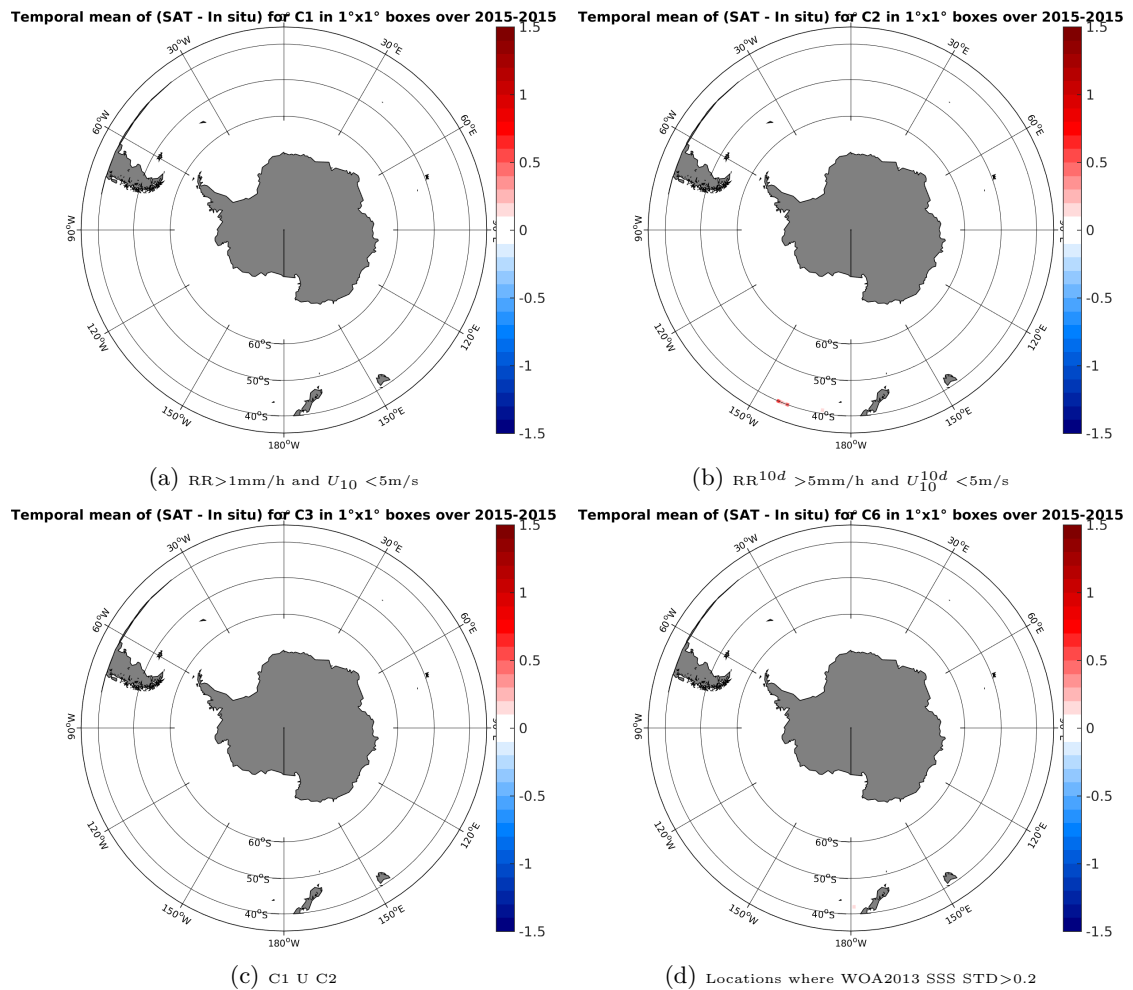 Temporal mean of (SAT - In situ) for C1 in 1°x1° boxes over 2015-2015
30°W
30°E
60°W
60°E
90°W
120°W
120°E
150°W
150°E
180°W
60°S
50°S
40°S
1.5
1
0.5
0
-0.5
-1
-1.5
(a) RR>1mm/h and U10 <5m/s
Temporal mean of (SAT - In situ) for C2 in 1°x1° boxes over 2015-2015
30°W
30°E
60°W
60°E
90°W
120°W
120°E
150°W
150°E
180°W
60°S
50°S
40°S
1.5
1
0.5
0
-0.5
-1
-1.5
(b) RR^10d >5mm/h and U10^10d <5m/s
Temporal mean of (SAT - In situ) for C3 in 1°x1° boxes over 2015-2015
30°W
30°E
60°W
60°E
90°W
120°W
120°E
150°W
150°E
180°W
60°S
50°S
40°S
1.5
1
0.5
0
-0.5
-1
-1.5
(c) C1 U C2
Temporal mean of (SAT - In situ) for C6 in 1°x1° boxes over 2015-2015
30°W
30°E
60°W
60°E
90°W
120°W
120°E
150°W
150°E
180°W
60°S
50°S
40°S
1.5
1
0.5
0
-0.5
-1
-1.5
(d) Locations where WOA2013 SSS STD>0.2